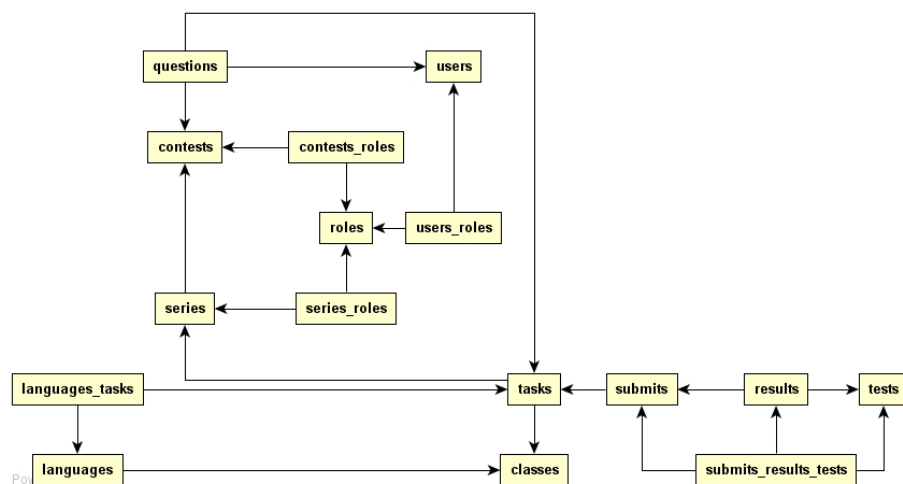 questions
users
contests
contests_roles
roles
users_roles
series
series_roles
languages_tasks
tasks
submits
results
tests
languages
classes
submits_results_tests